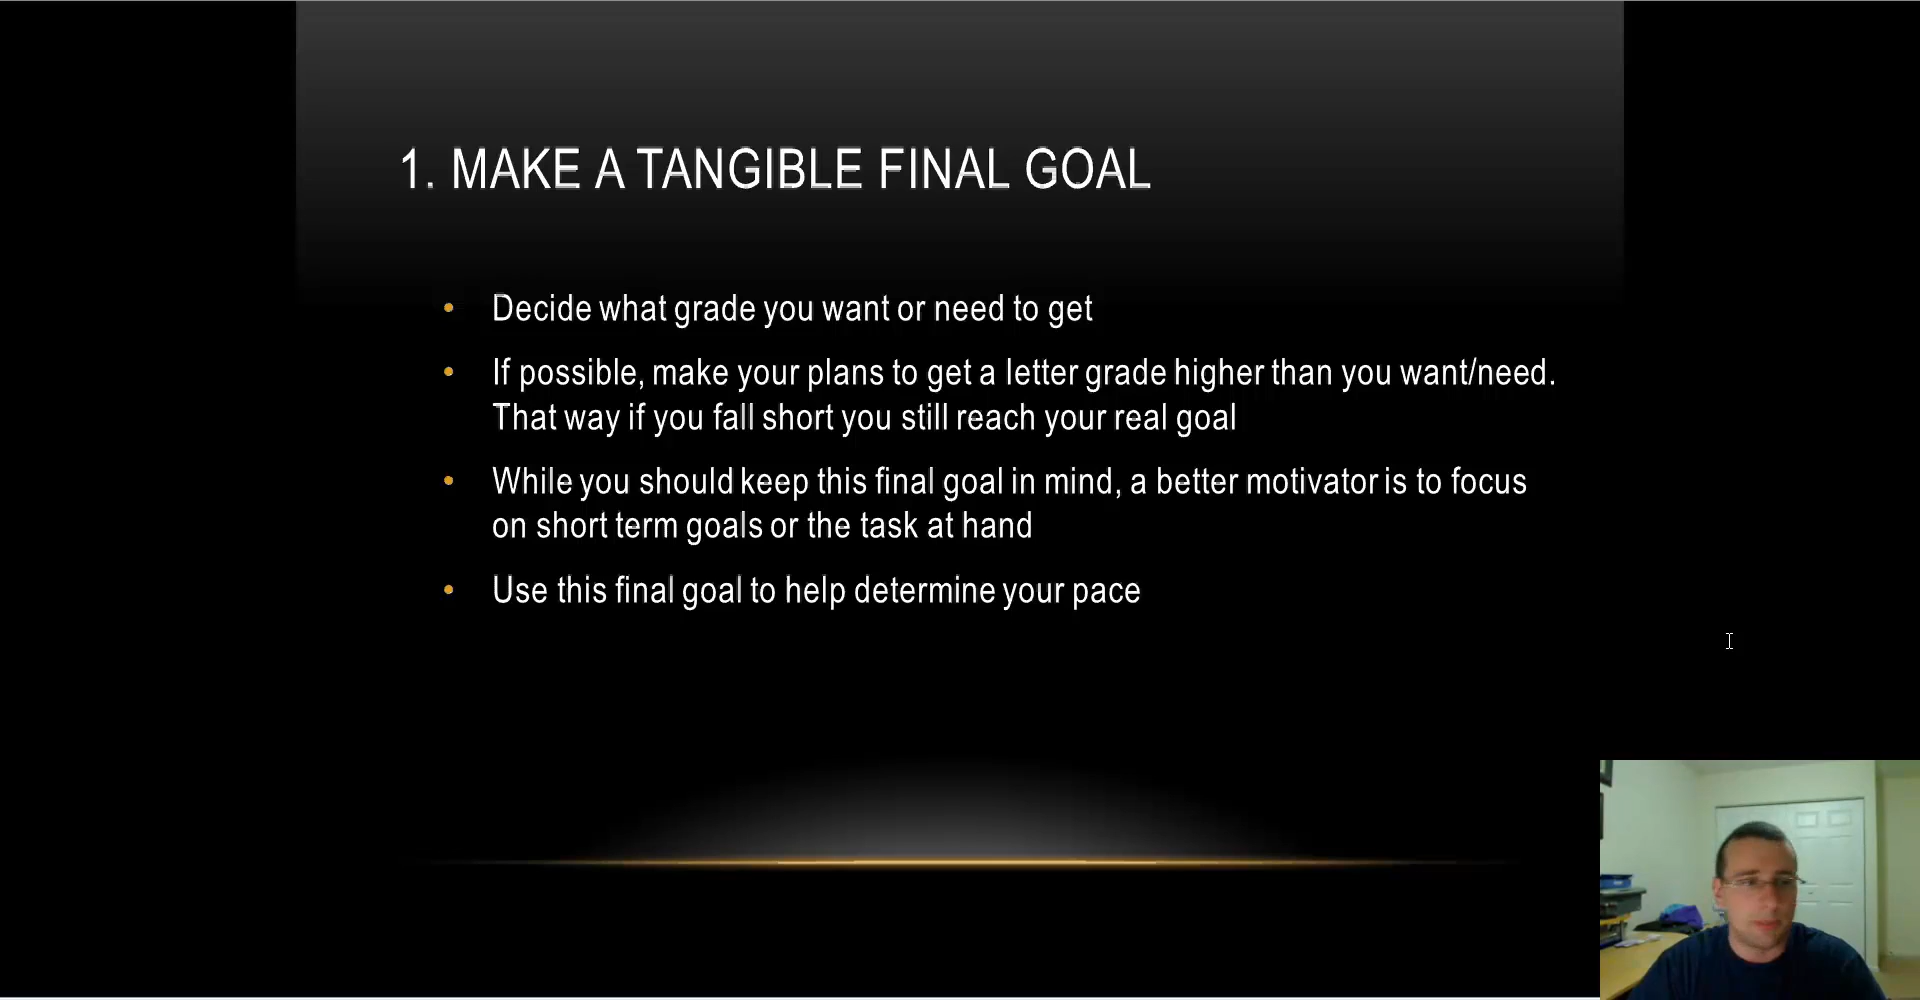 1. MAKE A TANGIBLE FINAL GOAL
• Decide what grade you want or need to get
• If possible, make your plans to get a letter grade higher than you want/need.
That way if you fall short you still reach your real goal
• While you should keep this final goal in mind, a better motivator is to focus
on short term goals or the task at hand
• Use this final goal to help determine your pace